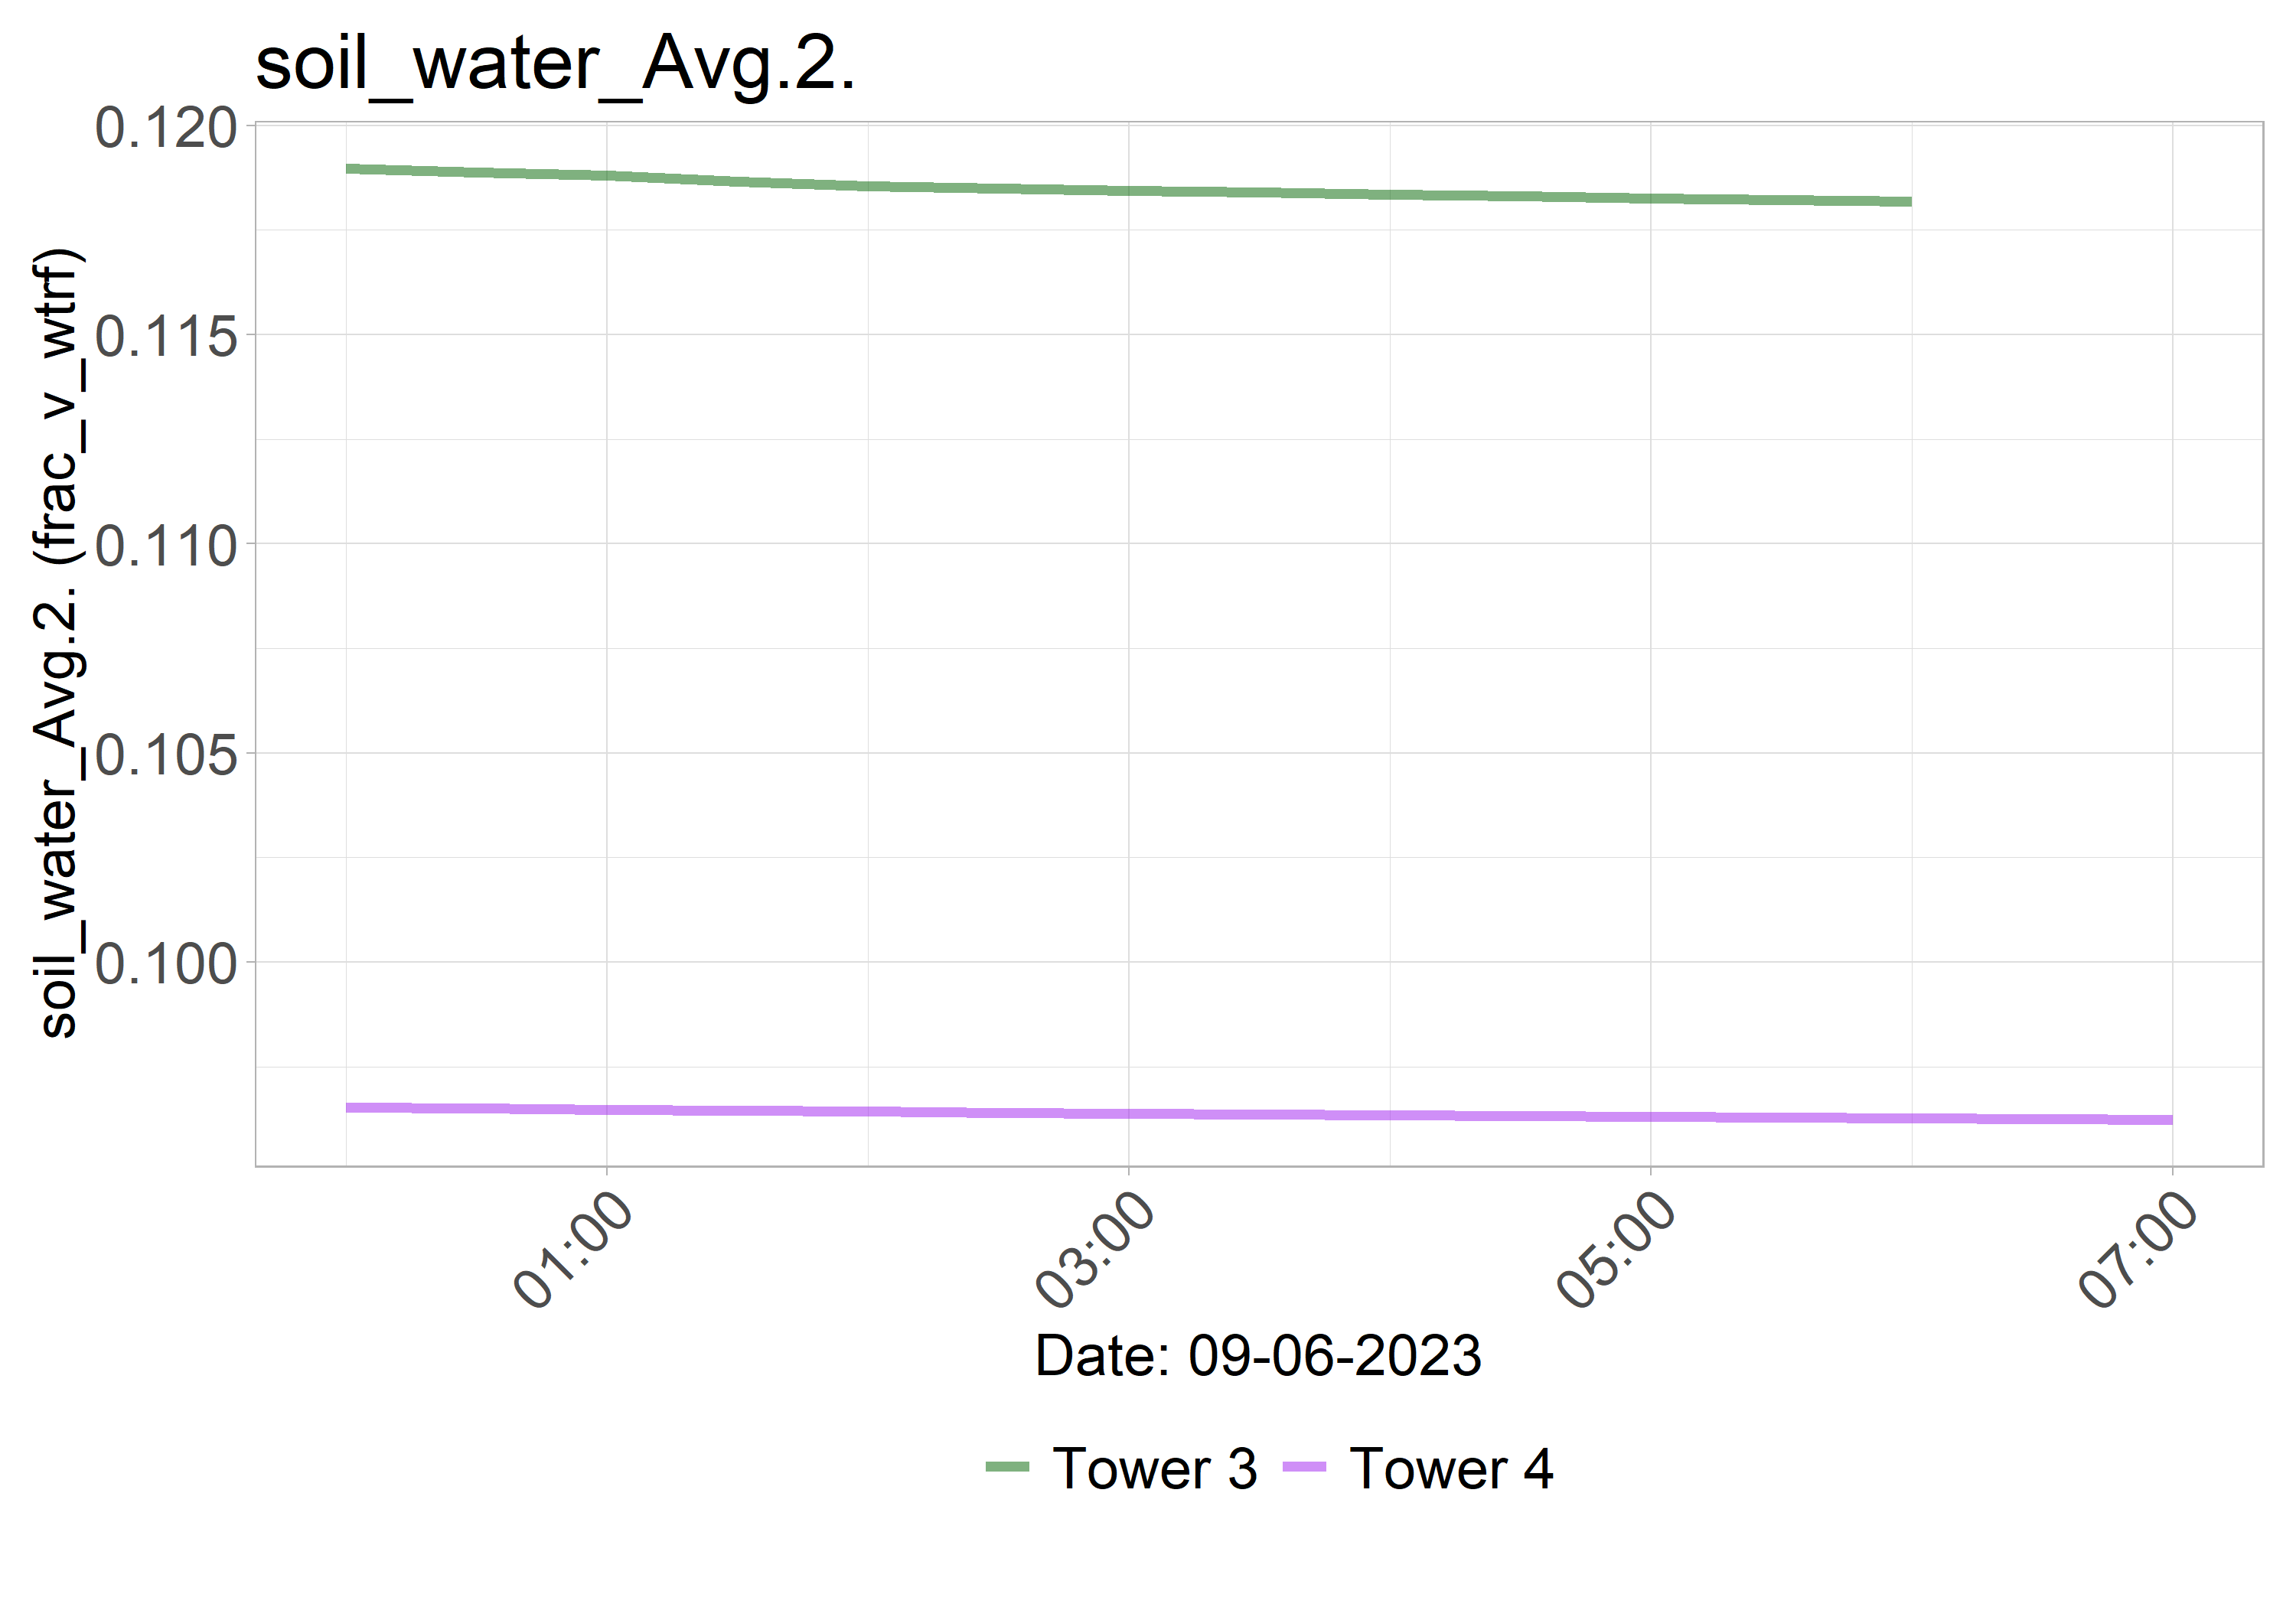 soil_water_Avg.2.
soil_water_Avg.2. (frac_v_wtrf)
0.120
0.115
0.110
0.105
0.100
01:00
03:00
05:00
07:00
Date: 09-06-2023
Tower 3
Tower 4